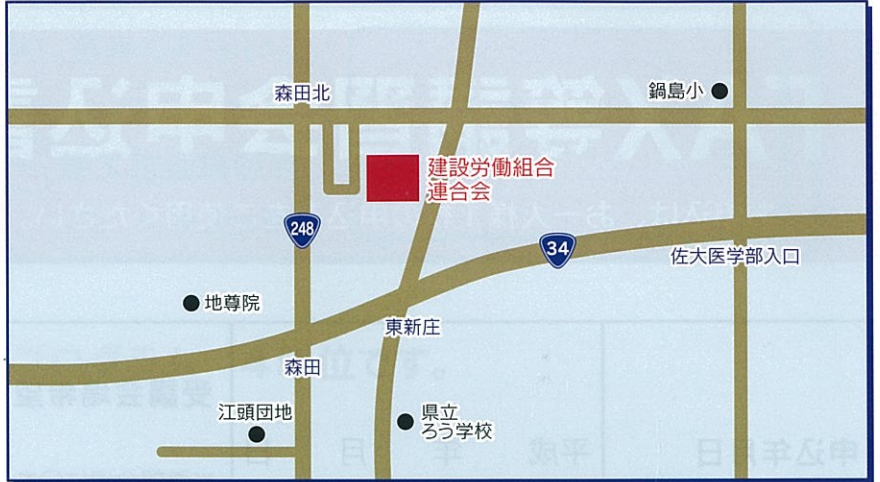 森田北
鍋島小
建設労働組合
連合会
248
34
佐大医学部入口
地尊院
東新庄
森田
江頭団地
県立
ろう学校